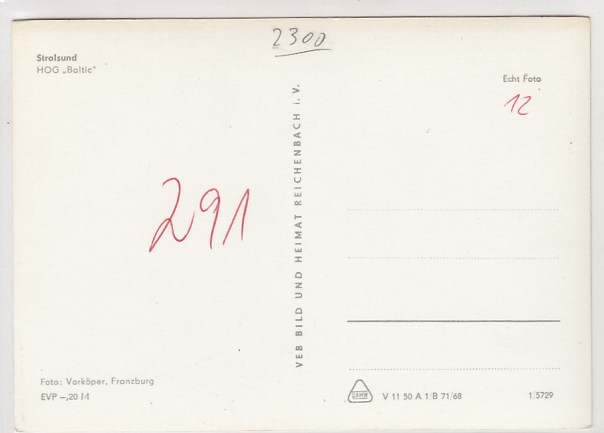 2300
Stralsund
HOG „Baltic"
Echt Foto
12
VEB BILD UND HEIMAT REICHENBACH i. V.
291
Foto: Vorköper, Franzburg
EVP –,20 M
V 11 50 A 1/B 71/68
1/5729